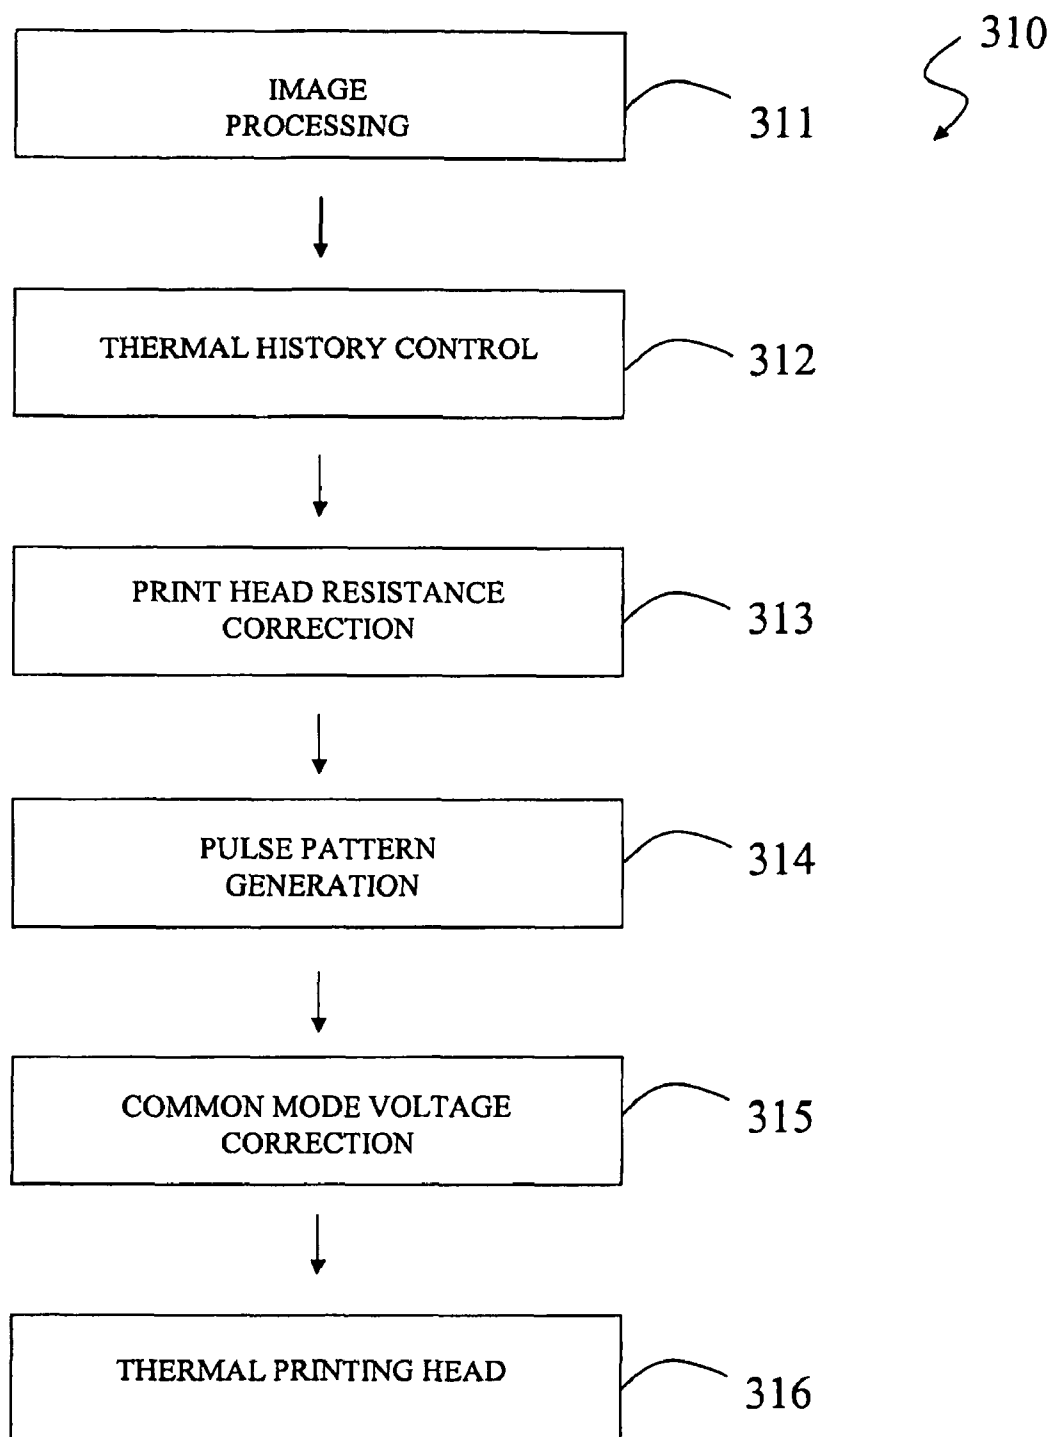 310
IMAGE
PROCESSING
311
THERMAL HISTORY CONTROL
312
PRINT HEAD RESISTANCE
CORRECTION
313
PULSE PATTERN
GENERATION
314
COMMON MODE VOLTAGE
CORRECTION
315
THERMAL PRINTING HEAD
316